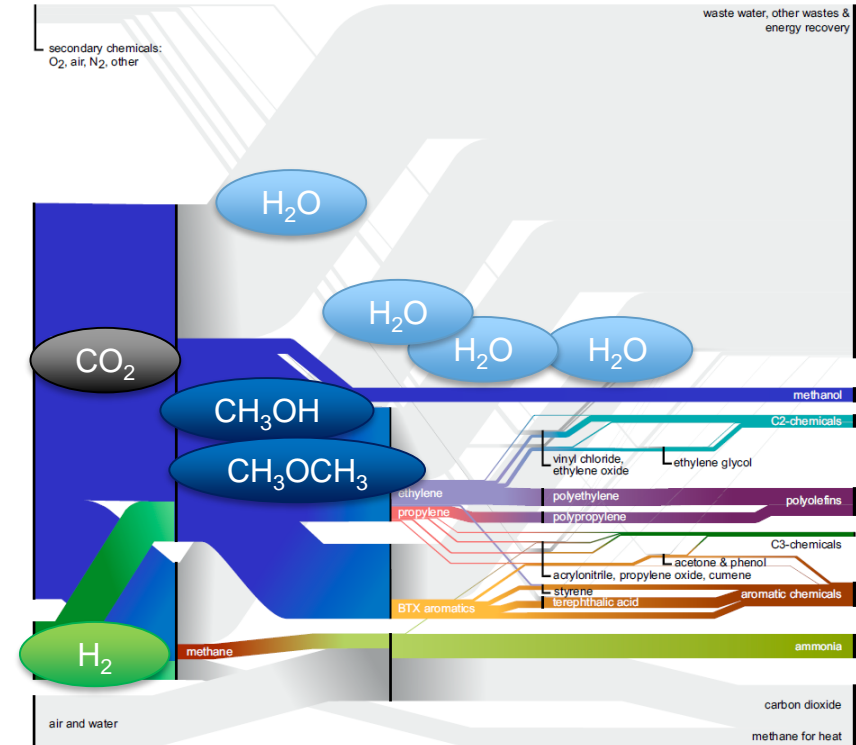 waste water, other wastes &
energy recovery
secondary chemicals:
O₂, air, N₂, other
H₂O
H₂O
H₂O
H₂O
CO₂
methanol
CH₃OH
C2-chemicals
vinyl chloride,
ethylene oxide
ethylene glycol
CH₃OCH₃
ethylene
polyethylene
polyolefins
propylene
polypropylene
C3-chemicals
acetone & phenol
acrylonitrile, propylene oxide, cumene
styrene
aromatic chemicals
BTX aromatics
terephthalic acid
H₂
methane
ammonia
carbon dioxide
air and water
methane for heat